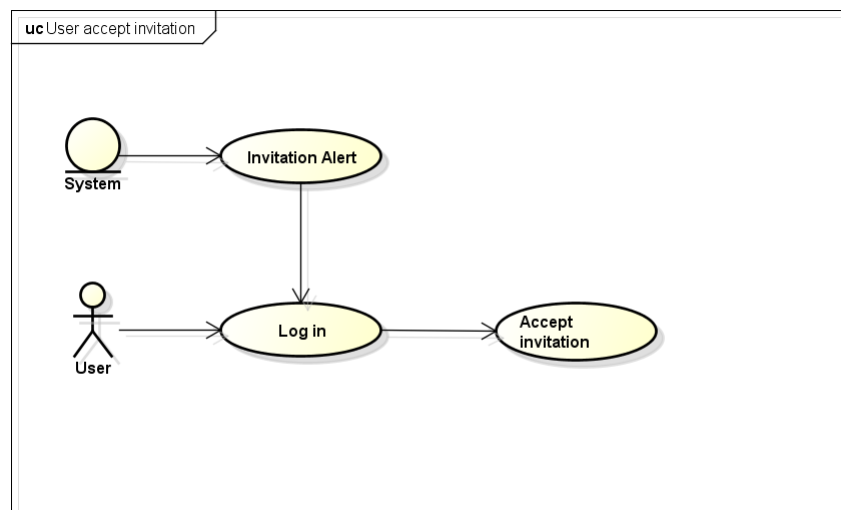 uc User accept invitation
Invitation Alert
System
Log in
Accept
invitation
User